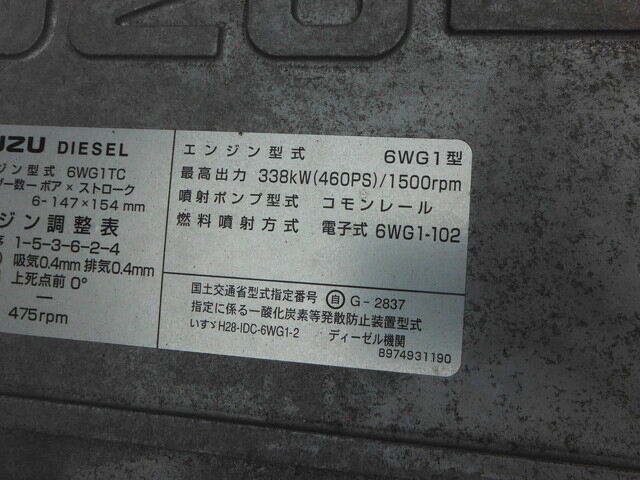 UZU DIESEL
ジン型式 6WG1TC
ダー数ーボア×ストローク
6-147×154mm
ジン調整表
1-5-3-6-2-4
吸気0.4mm 排気0.4mm
上死点前 0°
—
475rpm
エンジン型式 6WG1型
最高出力 338kW(460PS)/1500rpm
噴射ポンプ型式 コモンレール
燃料噴射方式 電子式 6WG1-102
国土交通省型式指定番号 自 G-2837
指定に係る一酸化炭素等発散防止装置型式
いすゞH28-IDC-6WG1-2 ディーゼル機関
8974931190